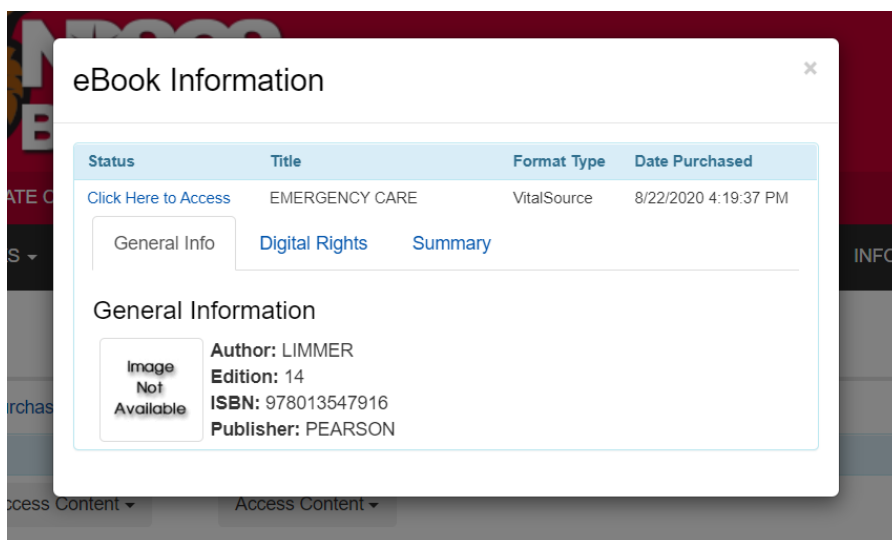 eBook Information
×
Status Title Format Type Date Purchased
Click Here to Access EMERGENCY CARE VitalSource 8/22/2020 4:19:37 PM
General Info Digital Rights Summary
General Information
Image
Not
Available
Author: LIMMER
Edition: 14
ISBN: 978013547916
Publisher: PEARSON
Content
Access Content